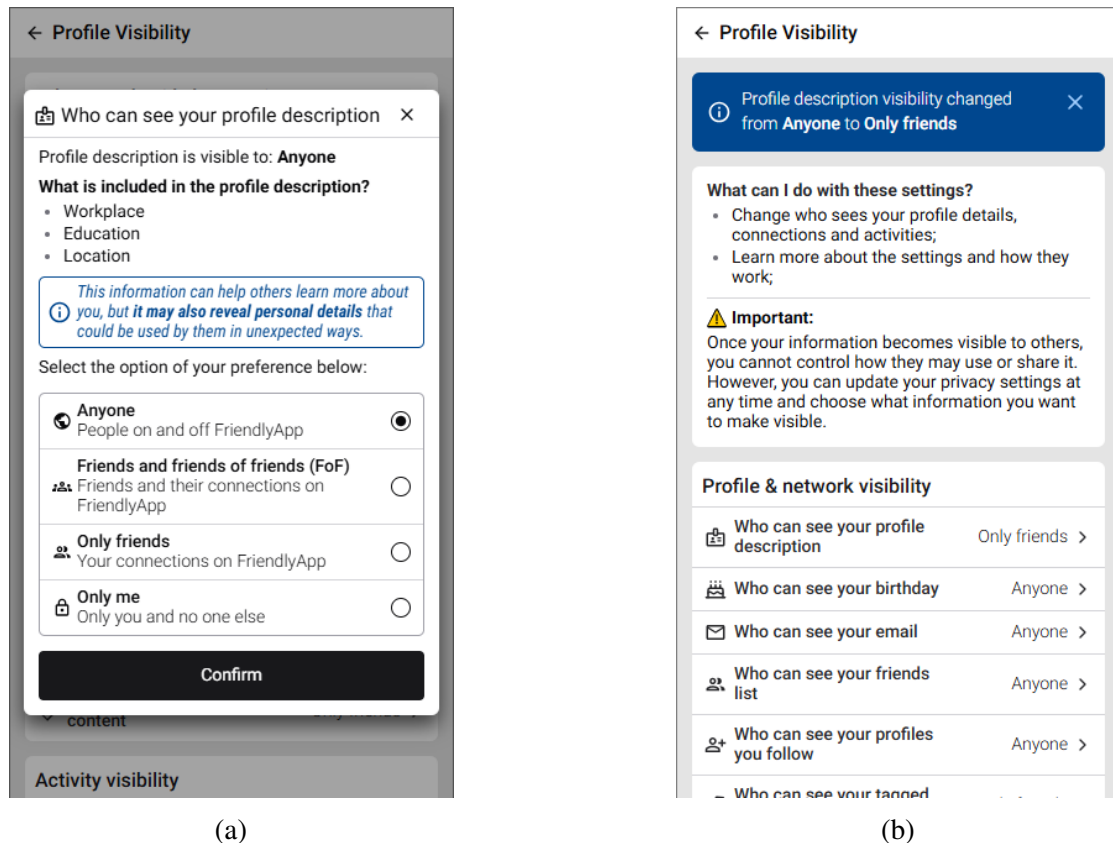 Profile Visibility
Who can see your profile description
Profile description is visible to: Anyone
What is included in the profile description?
Workplace
Education
Location
This information can help others learn more about
you, but it may also reveal personal details that
could be used by them in unexpected ways.
Select the option of your preference below:
Anyone
People on and off FriendlyApp
Friends and friends of friends (FoF)
Friends and their connections on
FriendlyApp
Only friends
Your connections on FriendlyApp
Only me
Only you and no one else
Confirm
content
Activity visibility
(a)
Profile Visibility
Profile description visibility changed
from Anyone to Only friends
What can I do with these settings?
Change who sees your profile details,
connections and activities;
Learn more about the settings and how they
work;
Important:
Once your information becomes visible to others,
you cannot control how they may use or share it.
However, you can update your privacy settings at
any time and choose what information you want
to make visible.
Profile & network visibility
Who can see your profile
description
Only friends
Who can see your birthday
Anyone
Who can see your email
Anyone
Who can see your friends
list
Anyone
Who can see your profiles
you follow
Anyone
Who can see your tagged
(b)